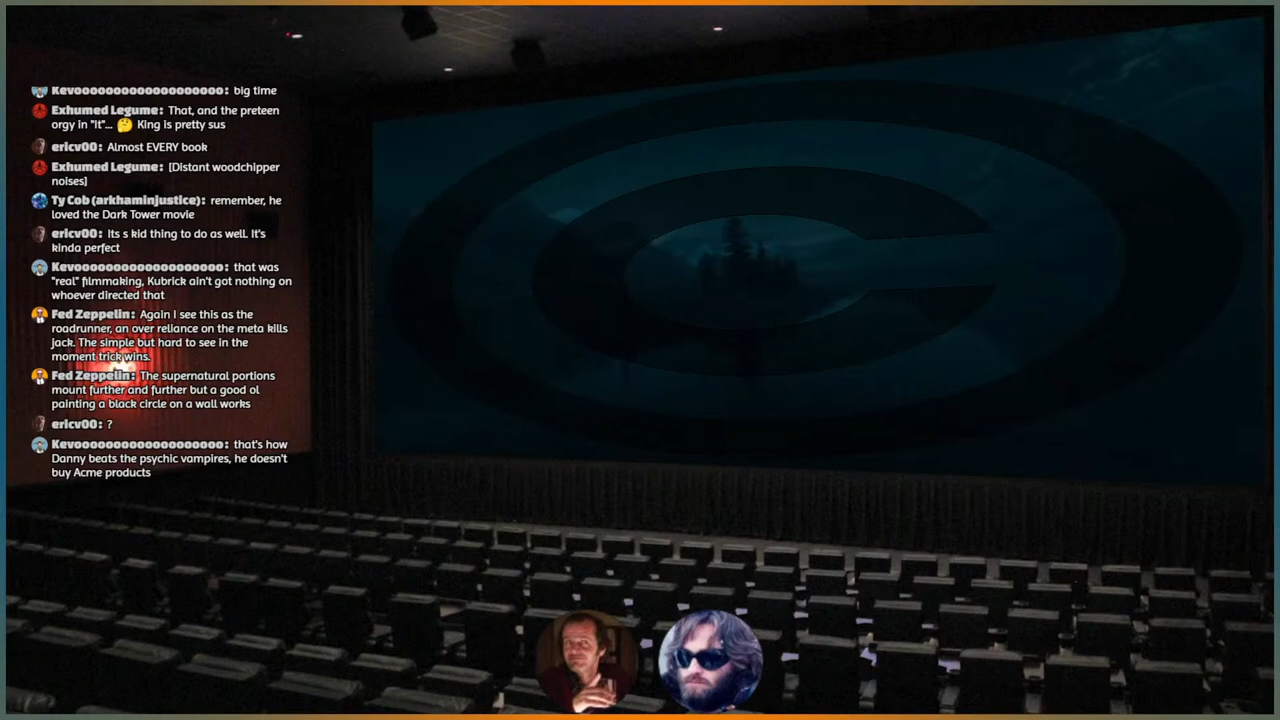 Kevooooooooooooooooooo: big time
Exhumed Legume: That, and the preteen
orgy in "It"... 🤔 King is pretty sus
ericv00: Almost EVERY book
Exhumed Legume: [Distant woodchipper
noises]
Ty Cob (arkhaminjustice): remember, he
loved the Dark Tower movie
ericv00: Its s kid thing to do as well. It's
kinda perfect
Kevooooooooooooooooooo: that was
"real" filmmaking, Kubrick ain't got nothing on
whoever directed that
Fed Zeppelin: Again I see this as the
roadrunner, an over reliance on the meta kills
jack. The simple but hard to see in the
moment trick wins.
Fed Zeppelin: The supernatural portions
mount further and further but a good ol
painting a black circle on a wall works
ericv00: ?
Kevooooooooooooooooooo: that's how
Danny beats the psychic vampires, he doesn't
buy Acme products